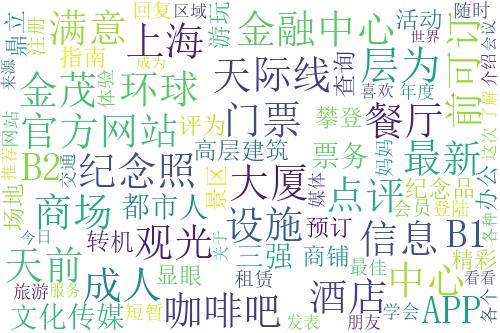 鼎立
注册
满意
指南
回复
来源
上海
区域
游玩
金融中心
活动
年度
随时
介绍
会议
世界
金茂
体验
环球
成为
天际线
查询
喜欢
层为
前可订
官方网站
评为
门票
攀登
餐厅
网站
推荐
B2
交通
纪念照
高层建筑
票务
妈妈
最新
这次
了解
办公
场地
商场
都市人
景区
大厦
媒体
点评
纪念品
会员
登陆
各种
今日
天前
转机
观光
关于
设施
三强
预订
商铺
信息
B1
最佳
精彩
旅游
服务
成人
显眼
租赁
酒店
中心
各个
看看
文化传媒
短暂
咖啡吧
发表
朋友
学会
APP